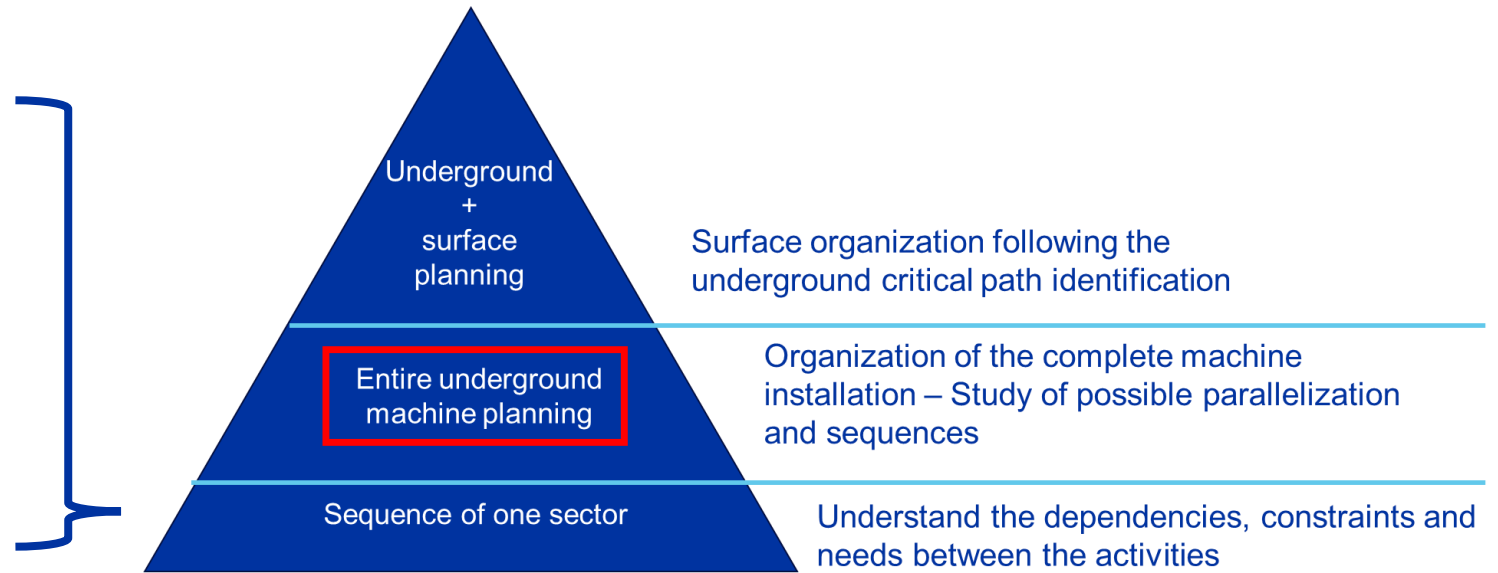 Underground
+
surface
planning
Surface organization following the
underground critical path identification
Entire underground
machine planning
Organization of the complete machine
installation – Study of possible parallelization
and sequences
Sequence of one sector
Understand the dependencies, constraints and
needs between the activities